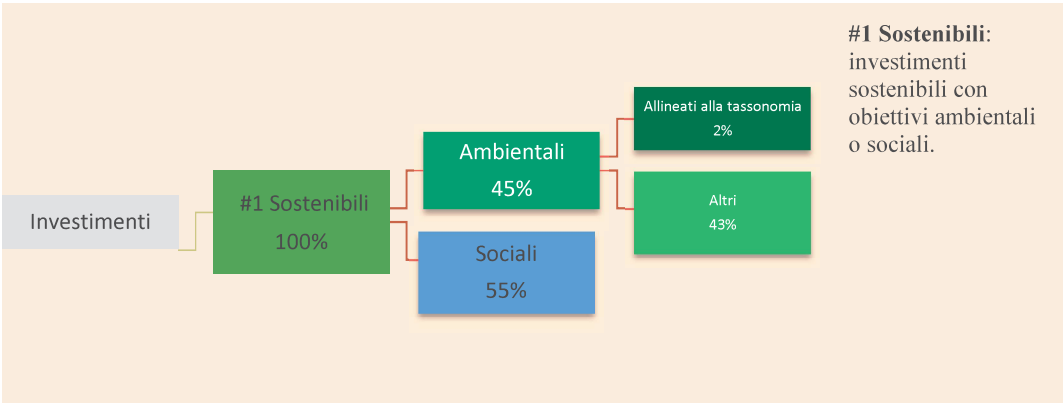 Investimenti
#1 Sostenibili
100%
Ambientali
45%
Sociali
55%
Allineati alla tassonomia
2%
Altri
43%
#1 Sostenibili:
investimenti
sostenibili con
obiettivi ambientali
o sociali.